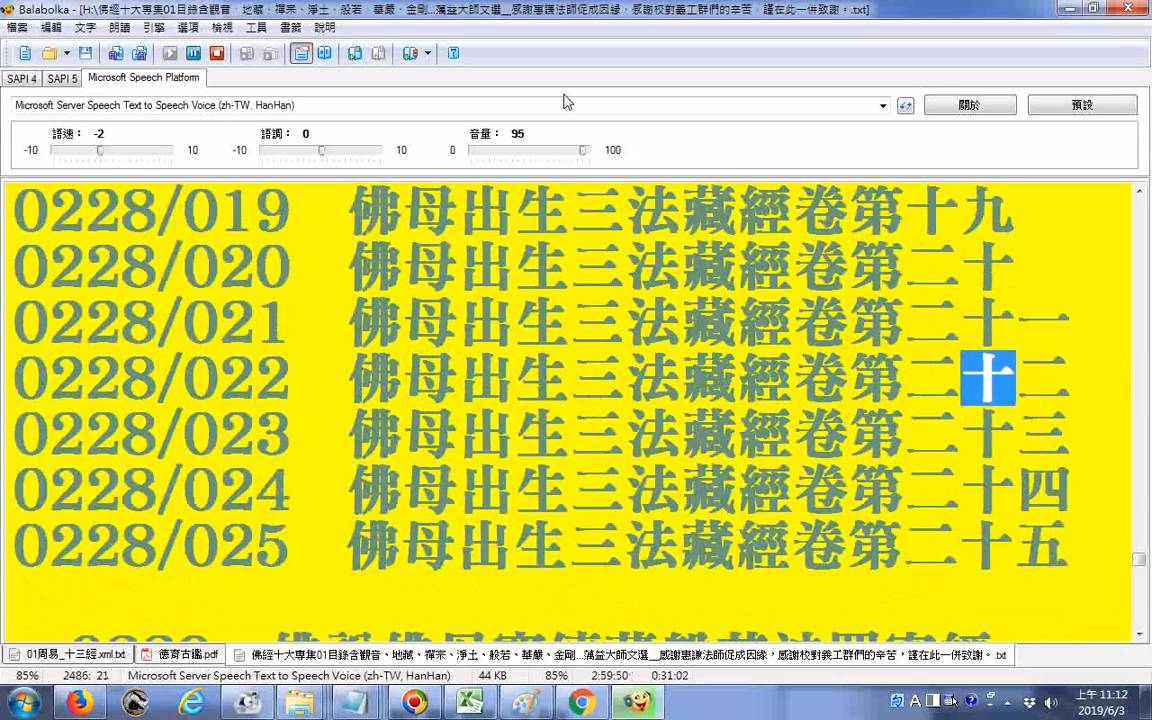 Balabolka - [H:\佛經十大專集01目錄含觀音、地藏、禪宗、淨土、般若、華嚴、金剛...蕅益大師文選__感謝惠謙法師促成因緣，感謝校對義工群們的辛苦，謹在此一併致謝。.txt]
檔案 編輯 文字 朗讀 引擎 選項 檢視 工具 書籤 說明
SAPI 4 SAPI 5 Microsoft Speech Platform
Microsoft Server Speech Text to Speech Voice (zh-TW, HanHan) 關於 預設
語速： -2 語調： 0 音量： 95
-10 10 -10 10 0 100
0228/019 佛母出生三法藏經卷第十九
0228/020 佛母出生三法藏經卷第二十
0228/021 佛母出生三法藏經卷第二十一
0228/022 佛母出生三法藏經卷第二十二
0228/023 佛母出生三法藏經卷第二十三
0228/024 佛母出生三法藏經卷第二十四
0228/025 佛母出生三法藏經卷第二十五
01周易_十三經.xml.txt 德育古鑑.pdf 佛經十大專集01目錄含觀音、地藏、禪宗、淨土、般若、華嚴、金剛...蕅益大師文選__感謝惠謙法師促成因緣，感謝校對義工群們的辛苦，謹在此一併致謝。.txt
85% 2486: 21 Microsoft Server Speech Text to Speech Voice (zh-TW, HanHan) 44 KB 85% 2:59:50 0:31:02
上午 11:12
2019/6/3